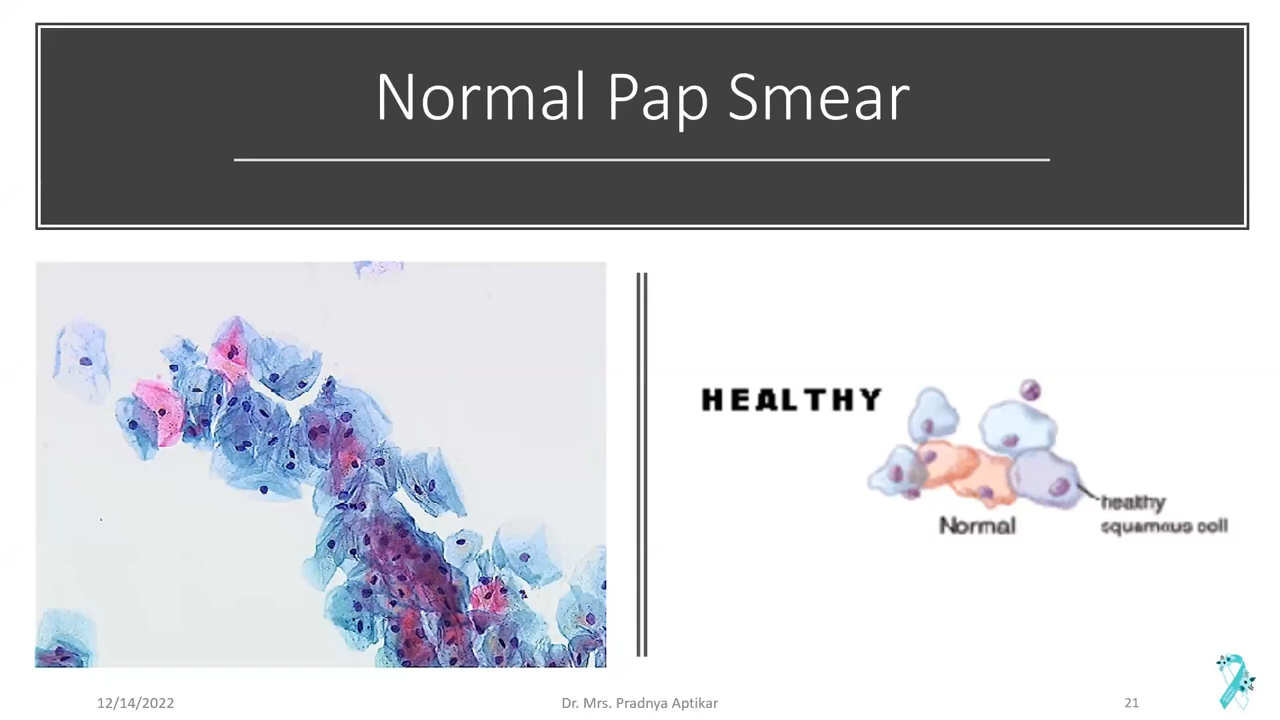 Normal Pap Smear
HEALTHY
Normal
healthy
squamous cell
12/14/2022
Dr. Mrs. Pradnya Aptikar
21